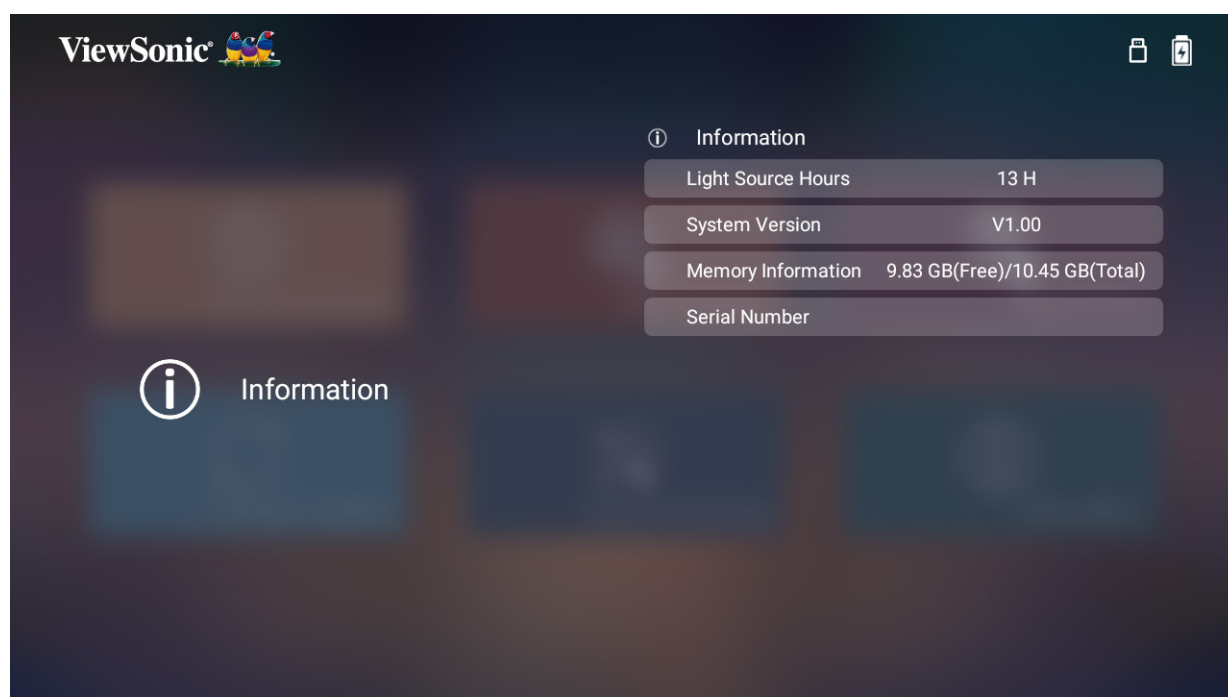 ViewSonic®
Information
Light Source Hours 13 H
System Version V1.00
Memory Information 9.83 GB(Free)/10.45 GB(Total)
Serial Number
Information